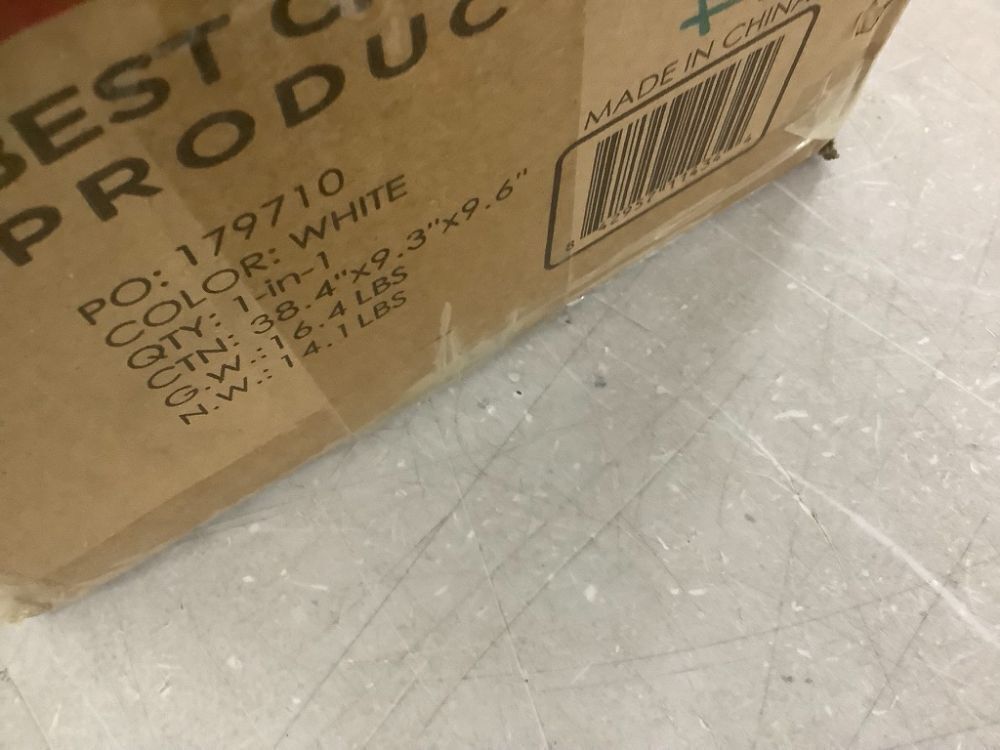 BEST
PRODUC
PO: 179710
COLOR: WHITE
QTY: 1-in-1
CTN: 38.4"x9.3"x9.6"
G.W.: 16.4 LBS
N.W.: 14.1 LBS
MADE IN CHINA